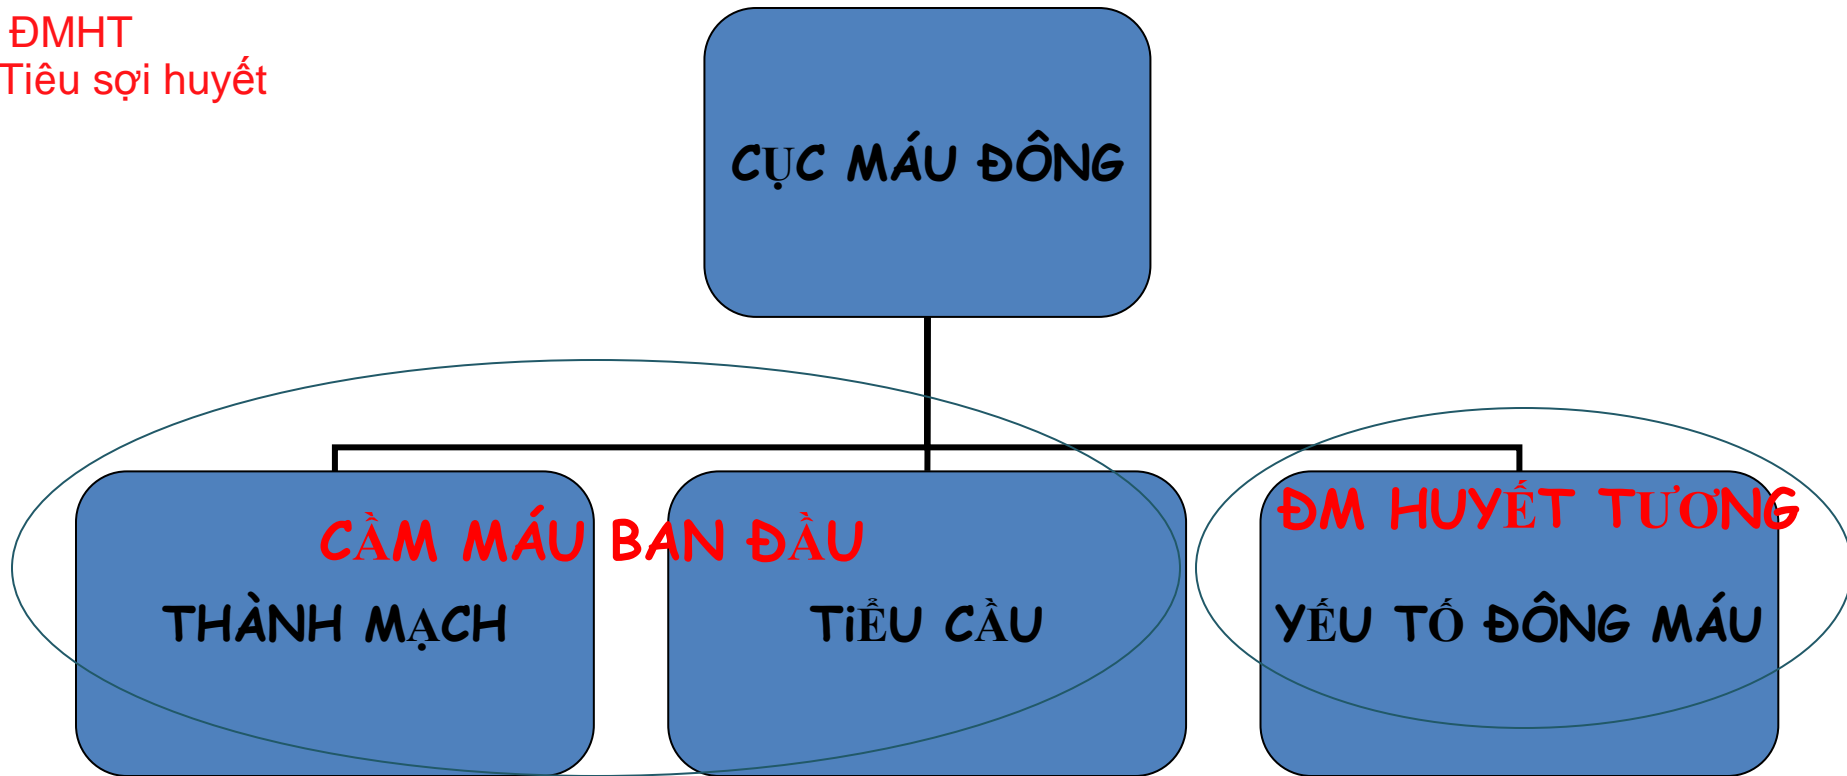 ĐMHT
Tiêu sợi huyết
CỤC MÁU ĐÔNG
CẦM MÁU BAN ĐẦU
ĐM HUYẾT TƯƠNG
THÀNH MẠCH
TiỂU CẦU
YẾU TỐ ĐÔNG MÁU